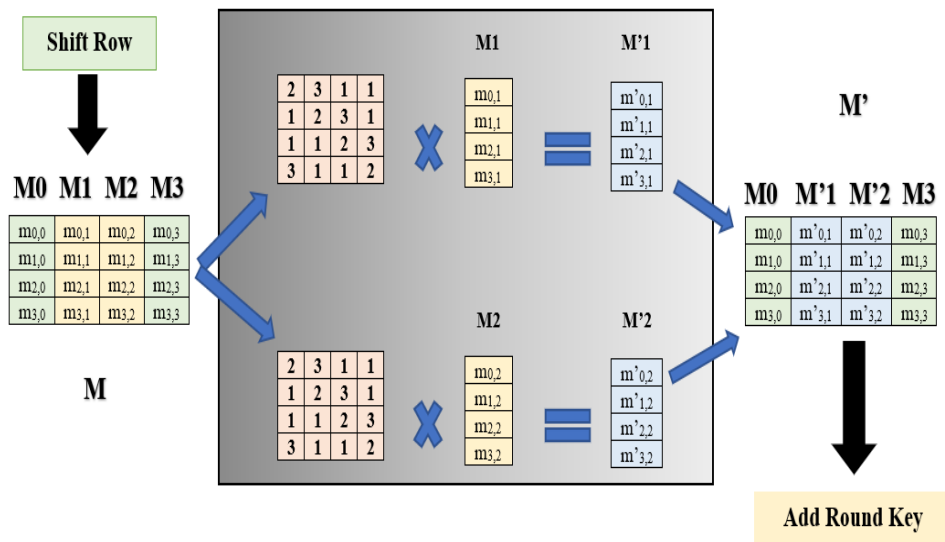 Shift Row
M0 M1 M2 M3
m0,0 m0,1 m0,2 m0,3
m1,0 m1,1 m1,2 m1,3
m2,0 m2,1 m2,2 m2,3
m3,0 m3,1 m3,2 m3,3
M
M1
M'1
2 3 1 1
1 2 3 1
1 1 2 3
3 1 1 2
m0,1
m1,1
m2,1
m3,1
m'0,1
m'1,1
m'2,1
m'3,1
M2
M'2
2 3 1 1
1 2 3 1
1 1 2 3
3 1 1 2
m0,2
m1,2
m2,2
m3,2
m'0,2
m'1,2
m'2,2
m'3,2
M'
M0 M'1 M'2 M3
m0,0 m'0,1 m'0,2 m0,3
m1,0 m'1,1 m'1,2 m1,3
m2,0 m'2,1 m'2,2 m2,3
m3,0 m'3,1 m'3,2 m3,3
Add Round Key